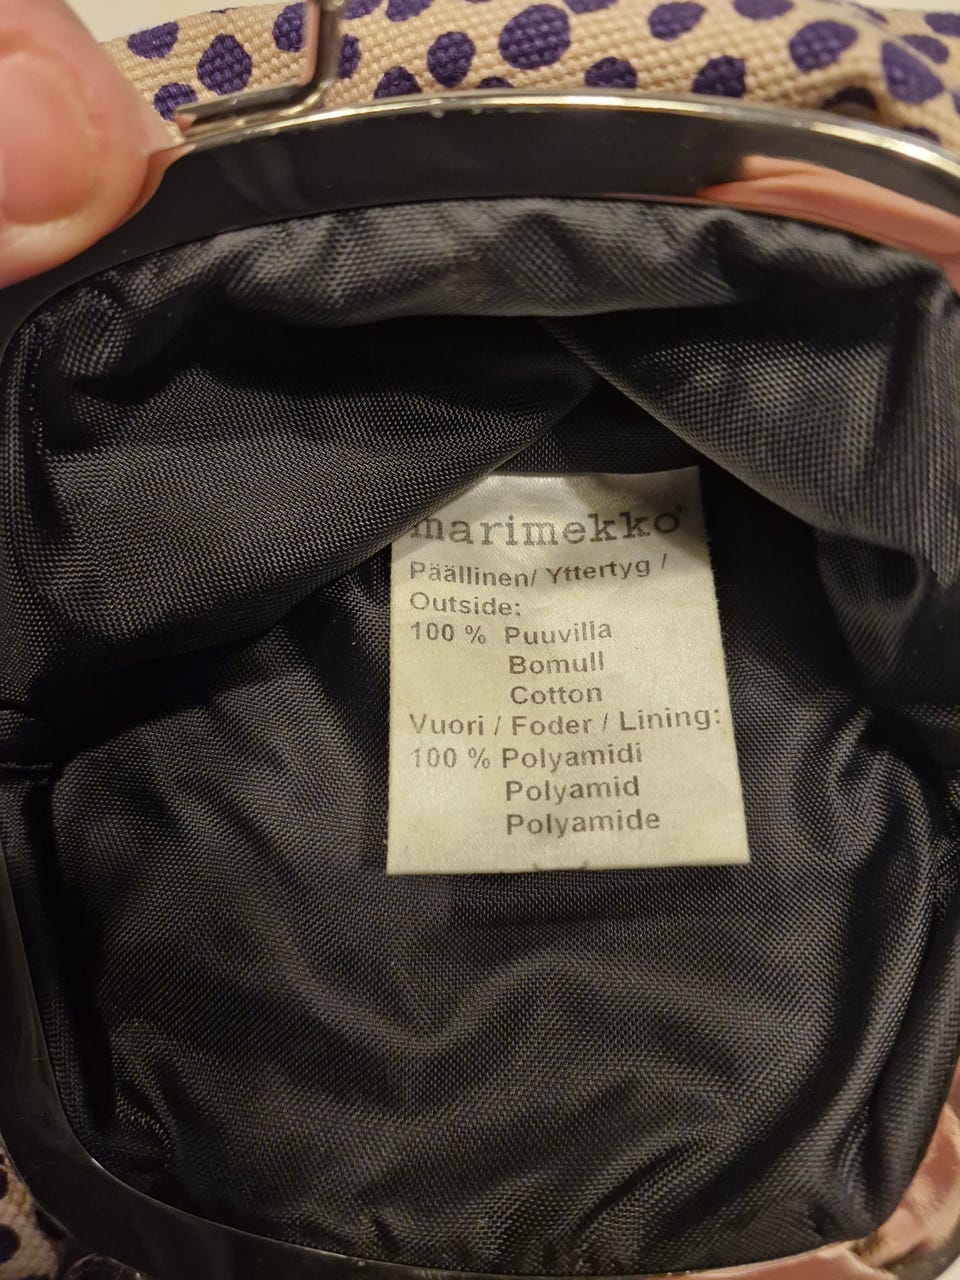 marimekko®
Päällinen/ Yttertyg /
Outside:
100 % Puuvilla
Bomull
Cotton
Vuori / Foder / Lining:
100 % Polyamidi
Polyamid
Polyamide